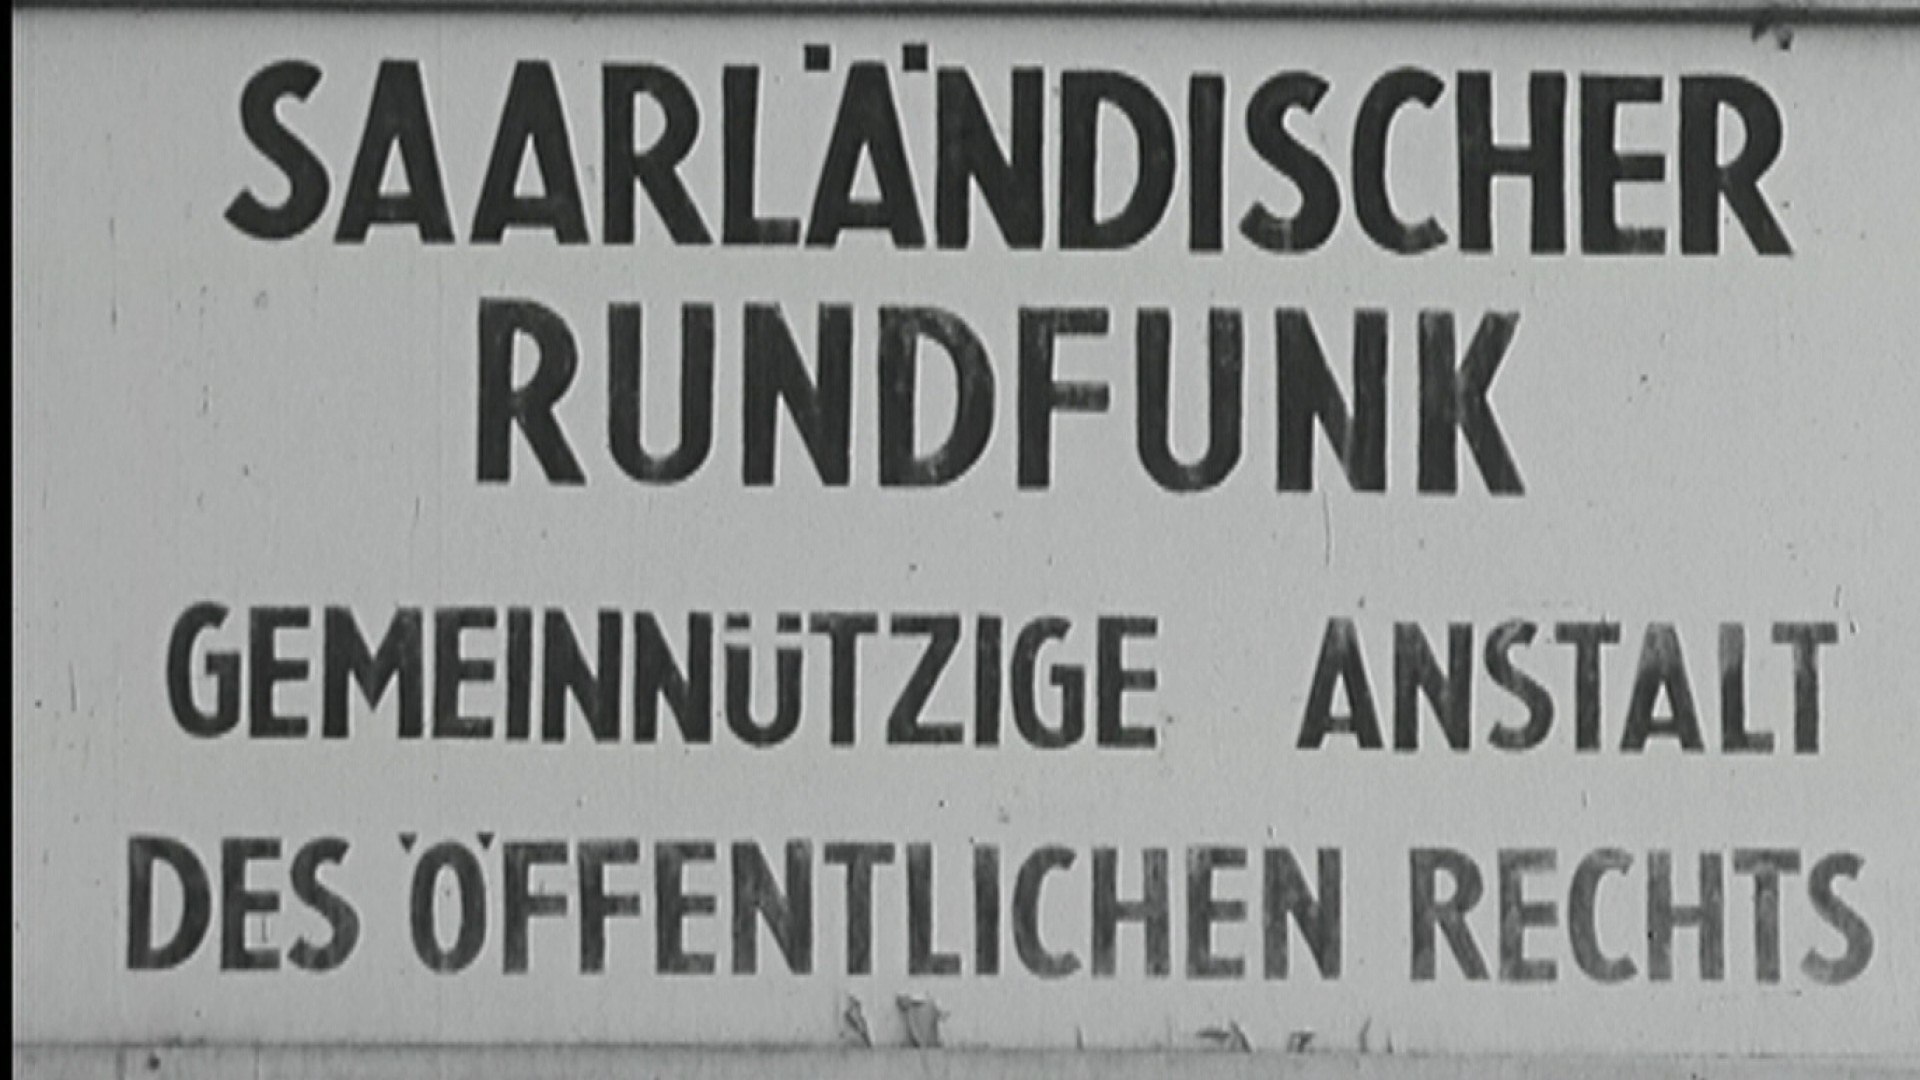 SAARLÄNDISCHER
RUNDFUNK
GEMEINNÜTZIGE ANSTALT
DES ÖFFENTLICHEN RECHTS